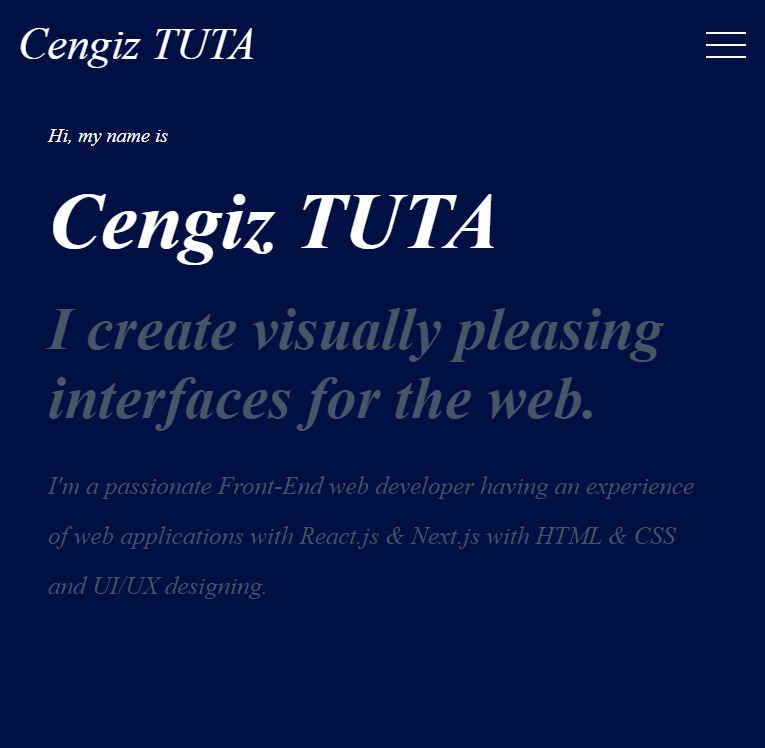 Cengiz TUTA
Hi, my name is
Cengiz TUTA
I create visually pleasing
interfaces for the web.
I'm a passionate Front-End web developer having an experience
of web applications with React.js & Next.js with HTML & CSS
and UI/UX designing.